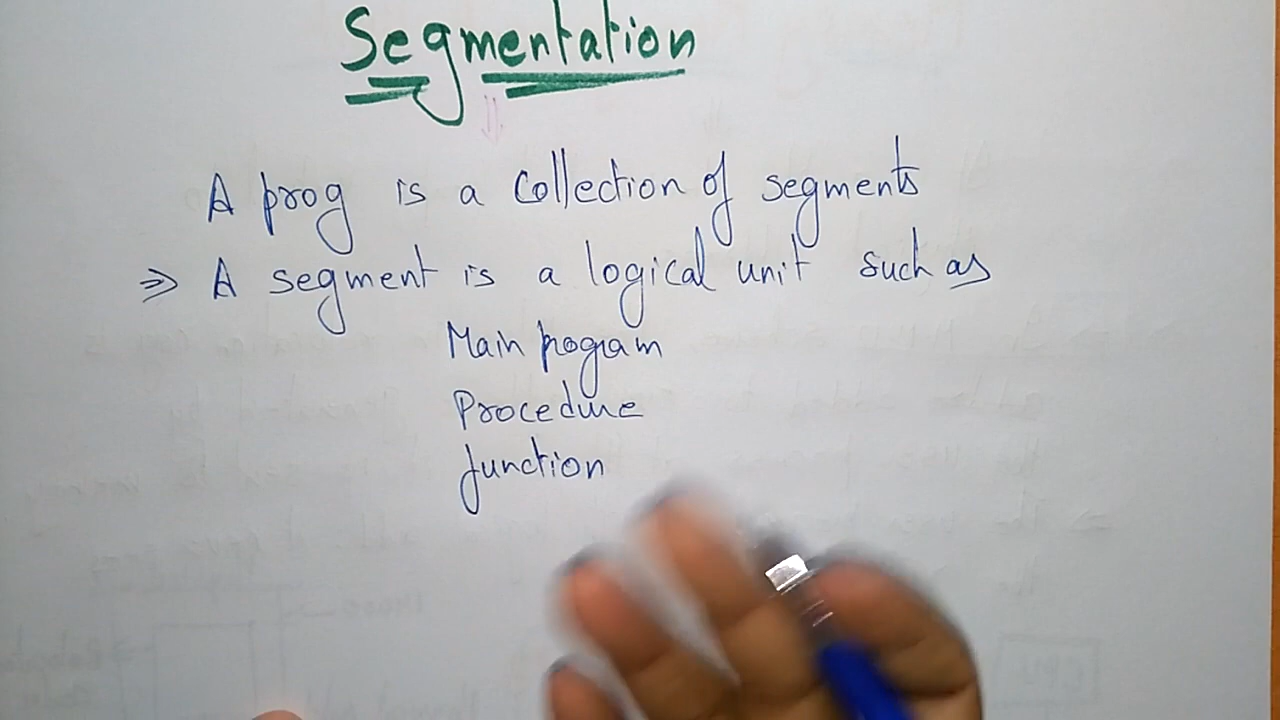 Segmentation
A prog is a collection of segments
⇒ A segment is a logical unit such as
Main program
Procedure
function